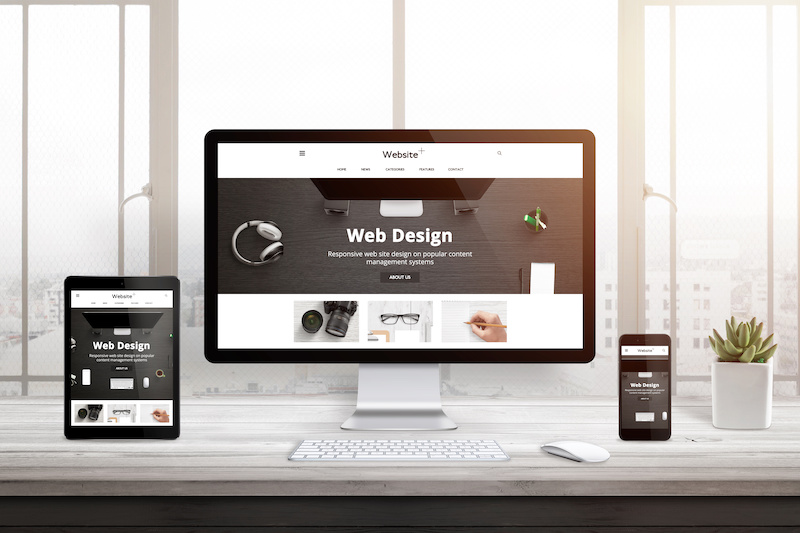 Website+
HOME NEWS CATEGORIES FEATURES CONTACT
Web Design
Responsive web site design on popular content
management systems
ABOUT US
Website+
Web Design
Responsive web site design on popular
content management systems
ABOUT US
Website+
Web Design